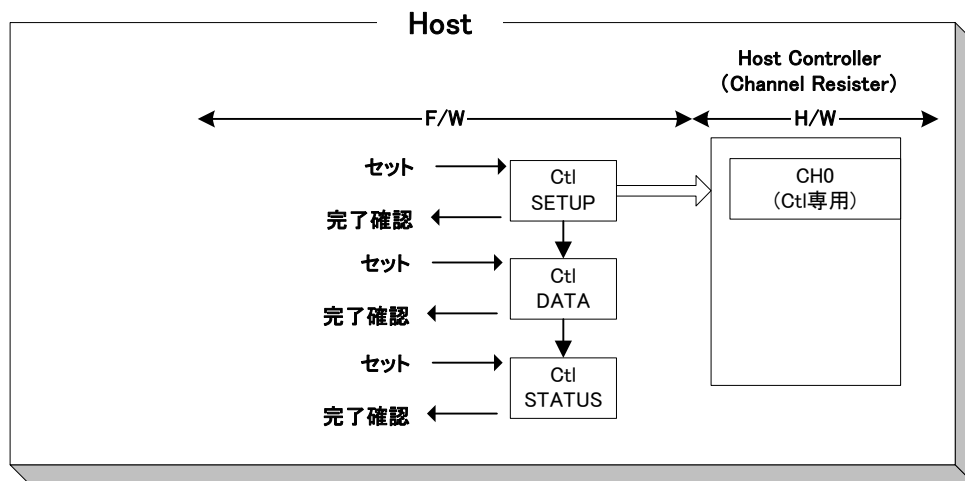 Host
Host Controller
(Channel Resister)
F/W
H/W
セット
Ctl
SETUP
CH0
(Ctl専用)
完了確認
セット
Ctl
DATA
完了確認
セット
Ctl
STATUS
完了確認